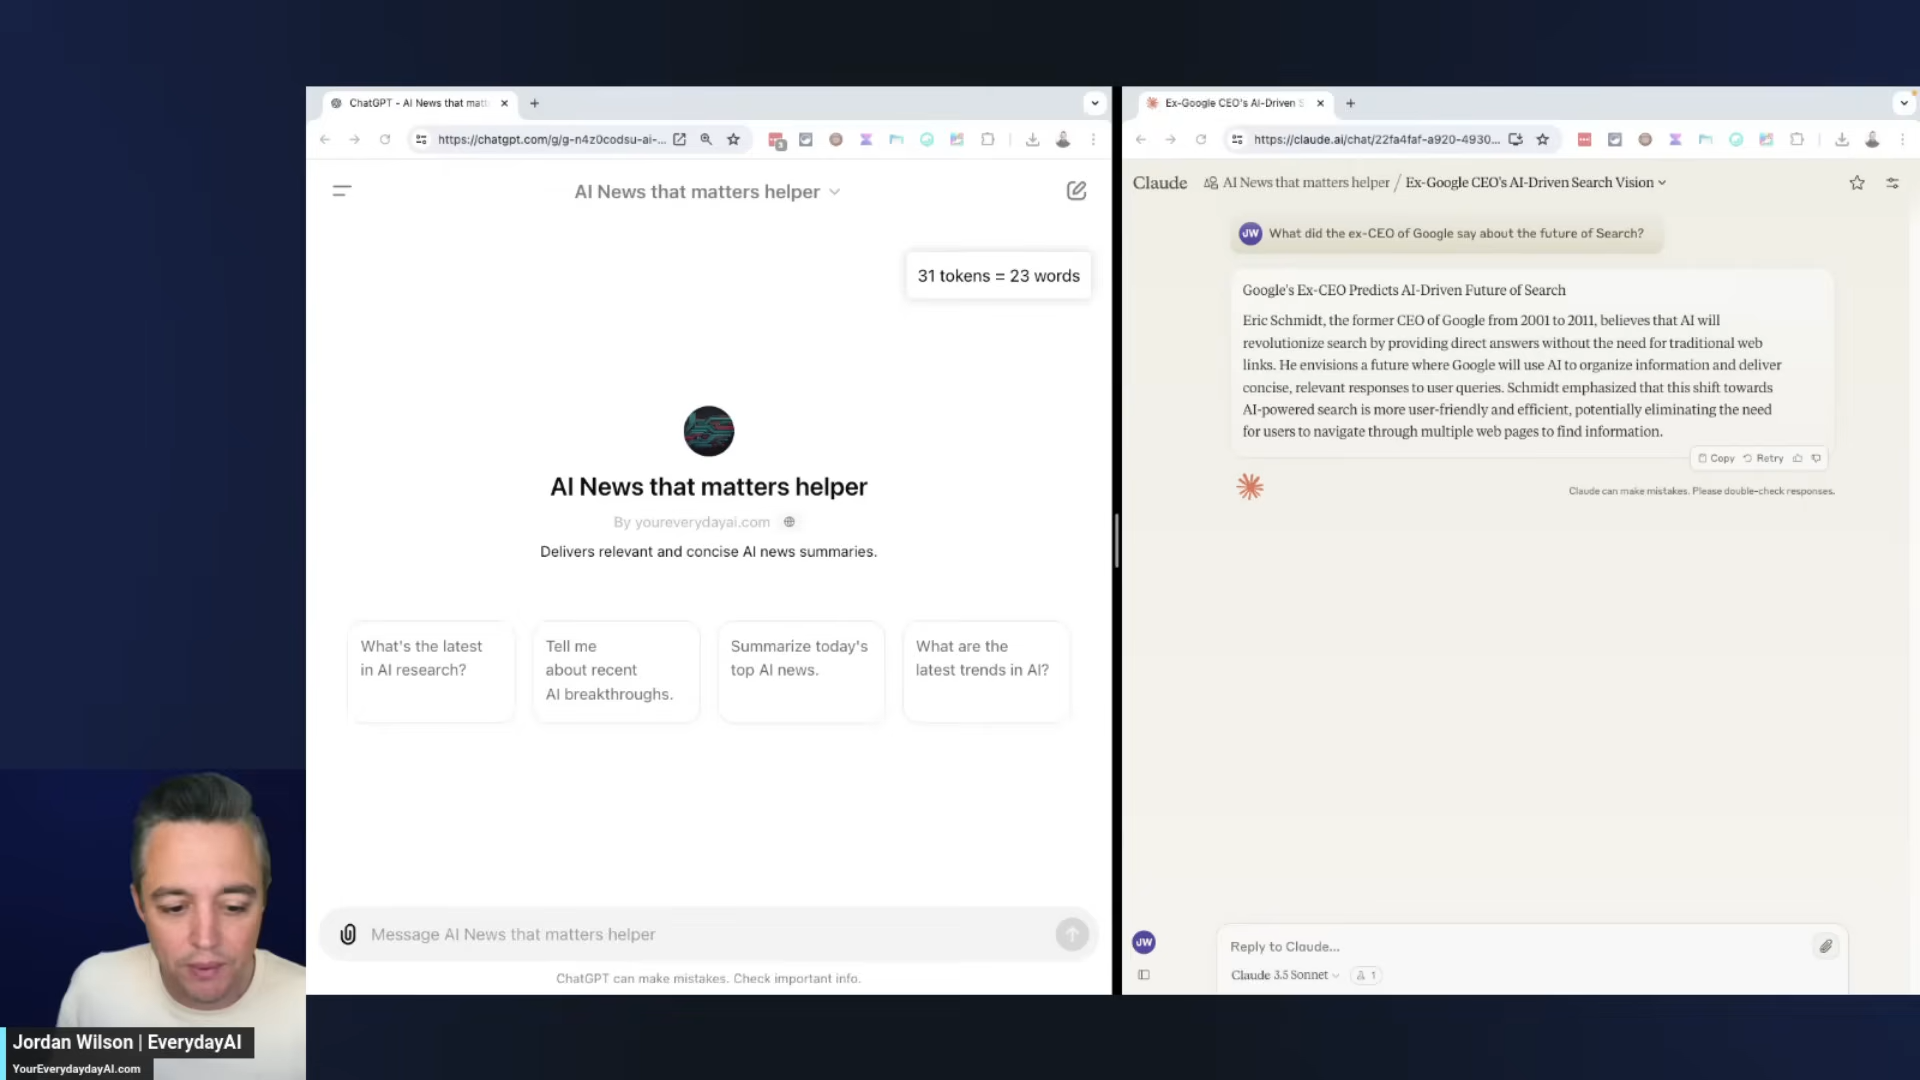 ChatGPT - AI News that matt
https://chatgpt.com/g/g-n4z0codsu-ai-...
3
AI News that matters helper
31 tokens = 23 words
AI News that matters helper
By youreverydayai.com
Delivers relevant and concise AI news summaries.
What's the latest
in AI research?
Tell me
about recent
AI breakthroughs.
Summarize today's
top AI news.
What are the
latest trends in AI?
Message AI News that matters helper
ChatGPT can make mistakes. Check important info.
Ex-Google CEO's AI-Driven S
https://claude.ai/chat/22fa4faf-a920-4930...
Claude
AI News that matters helper / Ex-Google CEO's AI-Driven Search Vision
JW What did the ex-CEO of Google say about the future of Search?
Google's Ex-CEO Predicts AI-Driven Future of Search
Eric Schmidt, the former CEO of Google from 2001 to 2011, believes that AI will
revolutionize search by providing direct answers without the need for traditional web
links. He envisions a future where Google will use AI to organize information and deliver
concise, relevant responses to user queries. Schmidt emphasized that this shift towards
AI-powered search is more user-friendly and efficient, potentially eliminating the need
for users to navigate through multiple web pages to find information.
Copy Retry
Claude can make mistakes. Please double-check responses.
JW
Reply to Claude...
Claude 3.5 Sonnet 1
Jordan Wilson | EverydayAI
YourEverydaydayAI.com